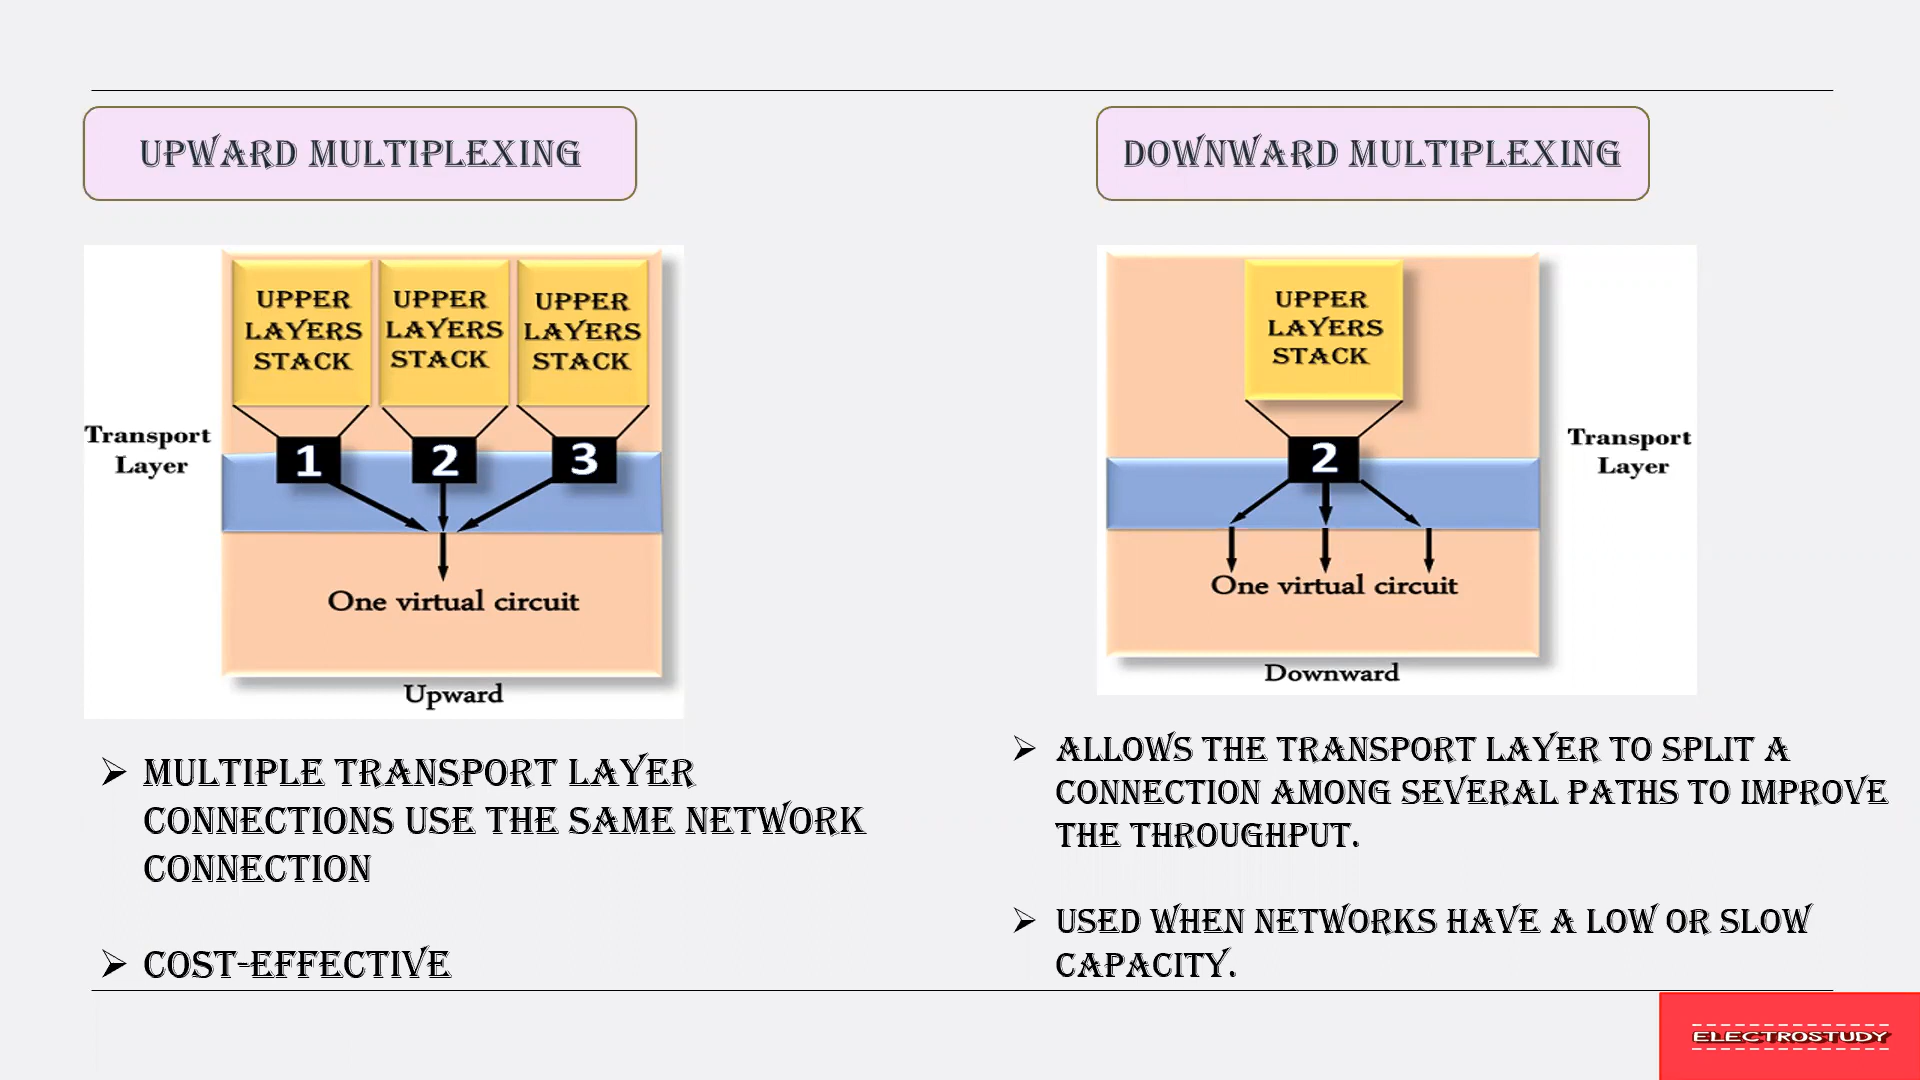 UPWARD MULTIPLEXING
UPPER LAYERS STACK
UPPER LAYERS STACK
UPPER LAYERS STACK
Transport Layer
1
2
3
One virtual circuit
Upward
MULTIPLE TRANSPORT LAYER
CONNECTIONS USE THE SAME NETWORK
CONNECTION
COST-EFFECTIVE
DOWNWARD MULTIPLEXING
UPPER LAYERS STACK
2
Transport Layer
One virtual circuit
Downward
ALLOWS THE TRANSPORT LAYER TO SPLIT A
CONNECTION AMONG SEVERAL PATHS TO IMPROVE
THE THROUGHPUT.
USED WHEN NETWORKS HAVE A LOW OR SLOW
CAPACITY.
ELECTROSTUDY